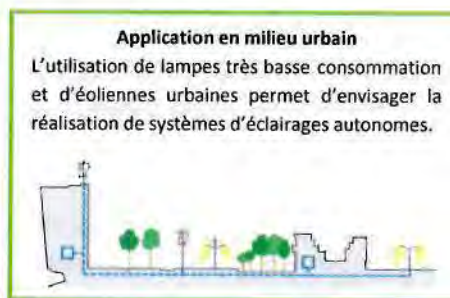 Application en milieu urbain
L'utilisation de lampes très basse consommation
et d'éoliennes urbaines permet d'envisager la
réalisation de systèmes d'éclairages autonomes.